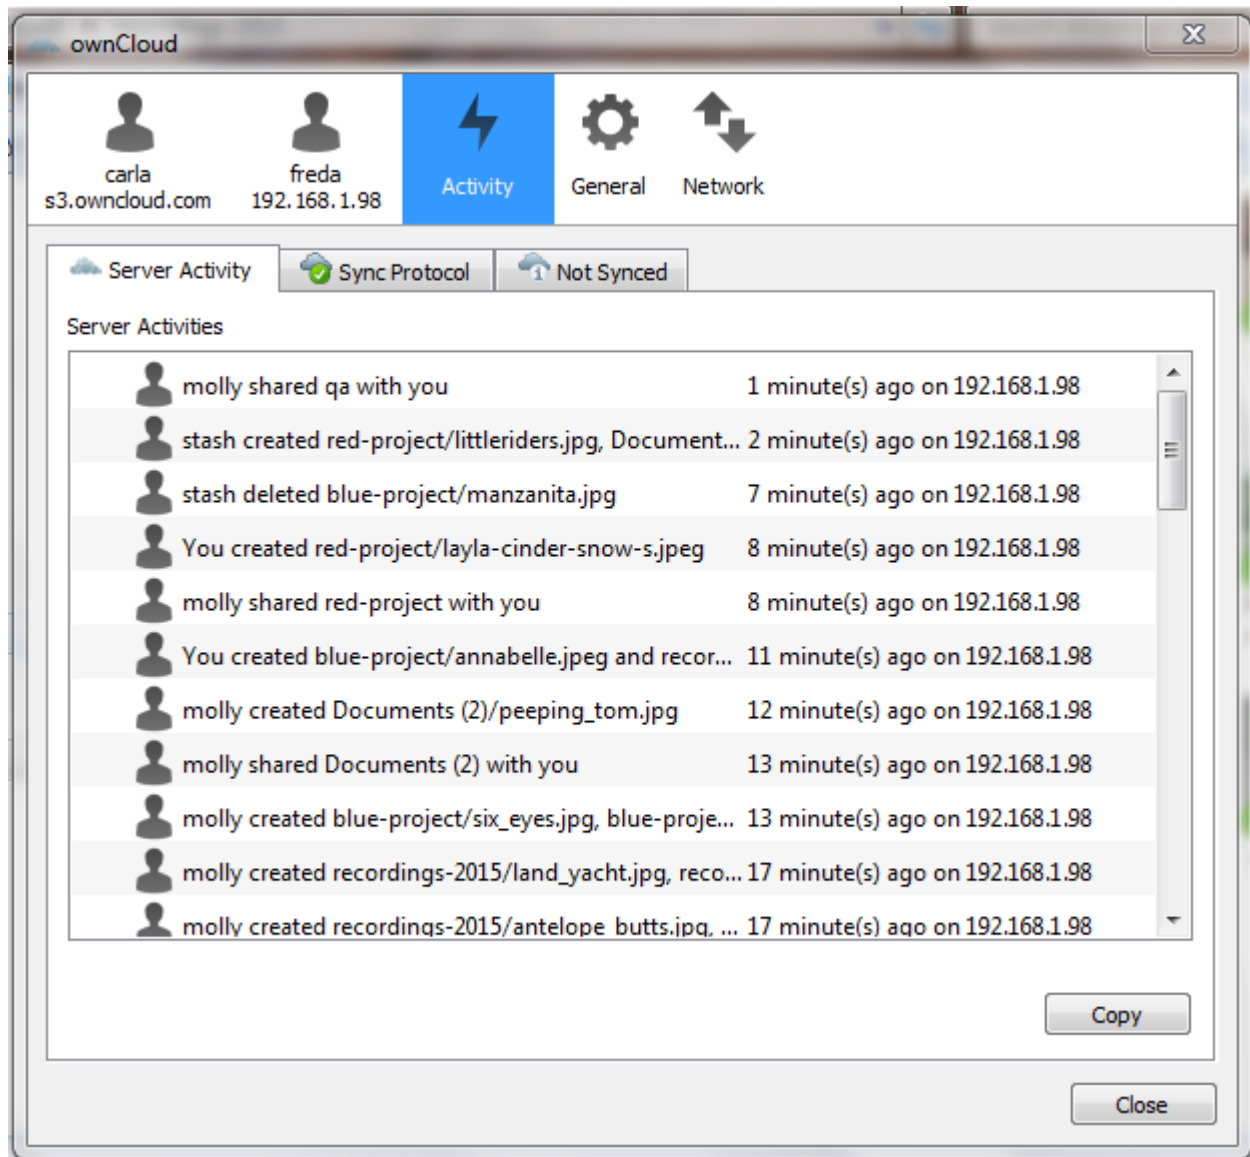 ownCloud
carla
s3.owncloud.com
freda
192.168.1.98
Activity
General
Network
Server Activity
Sync Protocol
Not Synced
Server Activities
molly shared qa with you 1 minute(s) ago on 192.168.1.98
stash created red-project/littleriders.jpg, Document... 2 minute(s) ago on 192.168.1.98
stash deleted blue-project/manzanita.jpg 7 minute(s) ago on 192.168.1.98
You created red-project/layla-cinder-snow-s.jpeg 8 minute(s) ago on 192.168.1.98
molly shared red-project with you 8 minute(s) ago on 192.168.1.98
You created blue-project/annabelle.jpeg and recor... 11 minute(s) ago on 192.168.1.98
molly created Documents (2)/peeping_tom.jpg 12 minute(s) ago on 192.168.1.98
molly shared Documents (2) with you 13 minute(s) ago on 192.168.1.98
molly created blue-project/six_eyes.jpg, blue-proje... 13 minute(s) ago on 192.168.1.98
molly created recordings-2015/land_yacht.jpg, reco... 17 minute(s) ago on 192.168.1.98
molly created recordings-2015/antelope_butts.jpg, ... 17 minute(s) ago on 192.168.1.98
Copy
Close